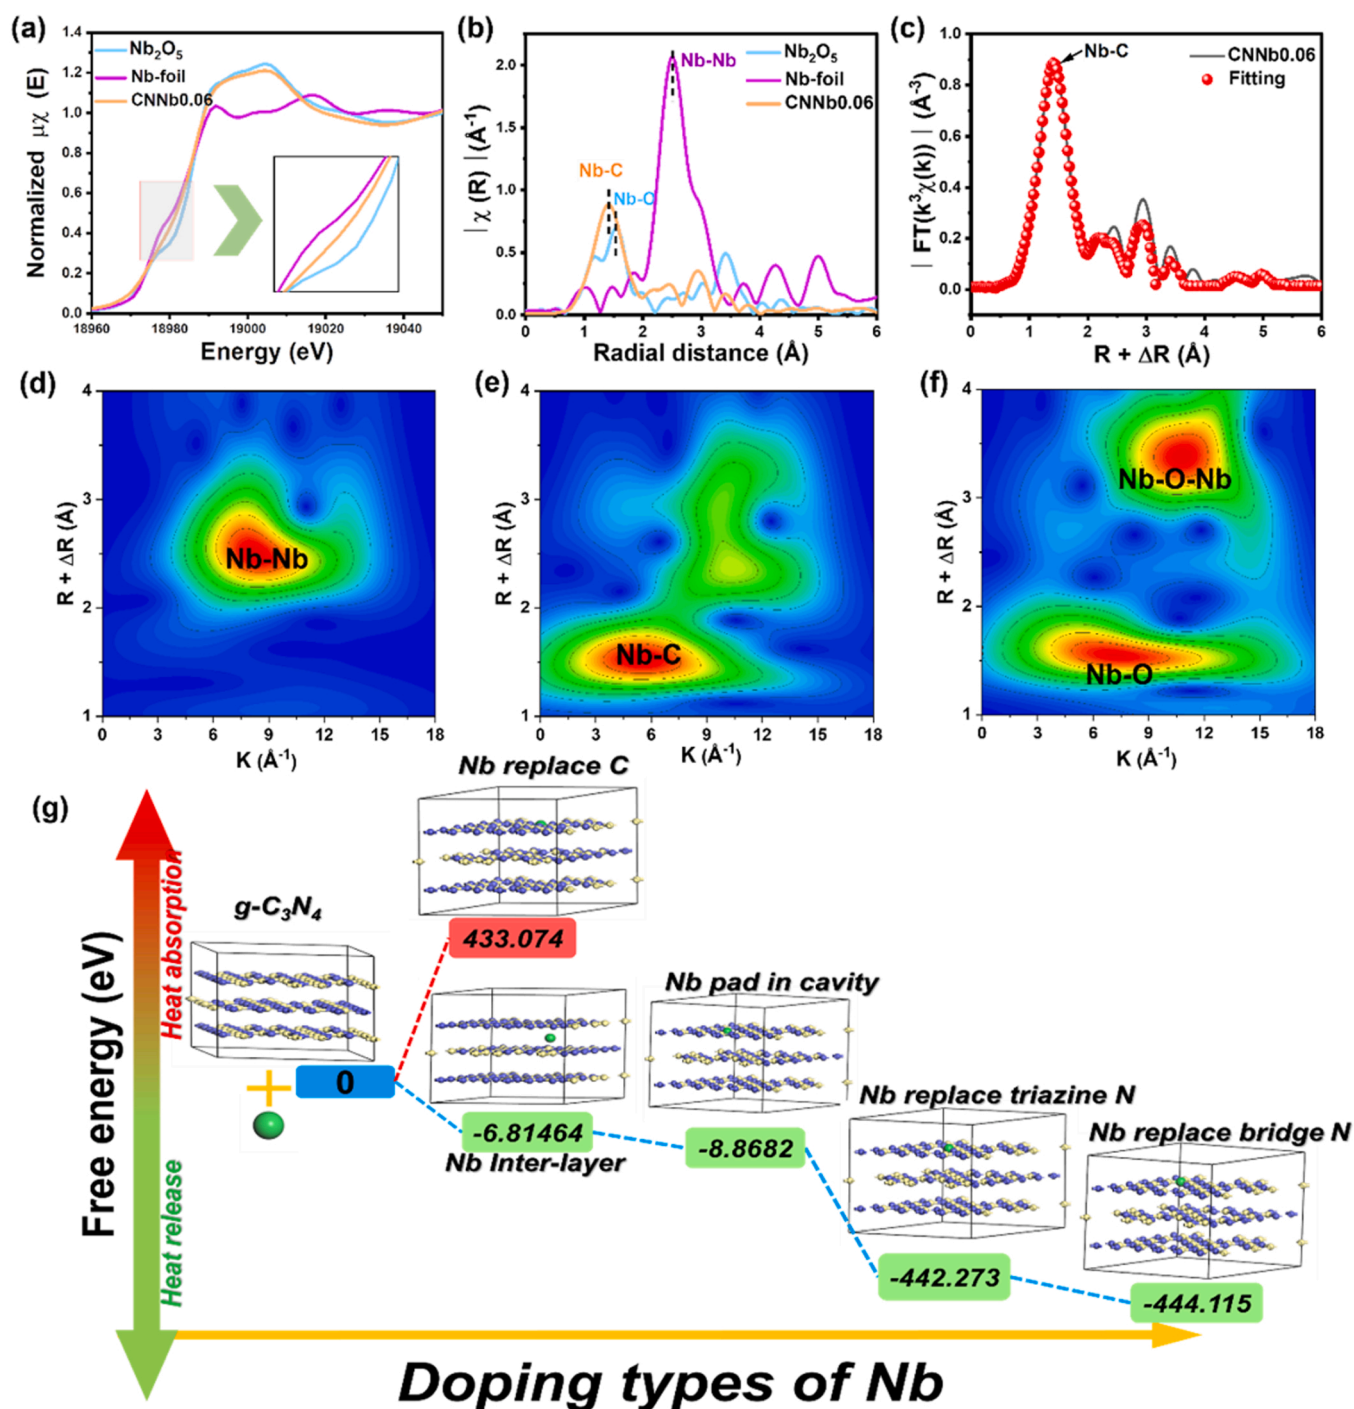 (a)
Nb₂O₅
Nb-foil
CNNb0.06
Normalized μχ (E)
1.4
1.2
1.0
0.8
0.6
0.4
0.2
0.0
18960 18980 19000 19020 19040
Energy (eV)
(b)
Nb-Nb
Nb₂O₅
Nb-foil
CNNb0.06
Nb-C
Nb-O
| χ (R) | (Å⁻¹)
2.0
1.5
1.0
0.5
0.0
0 1 2 3 4 5 6
Radial distance (Å)
(c)
Nb-C
CNNb0.06
Fitting
| FT(k³χ(k)) | (Å⁻³)
1.0
0.8
0.6
0.4
0.2
0.0
0 1 2 3 4 5 6
R + ΔR (Å)
(d)
Nb-Nb
R + ΔR (Å)
4
3
2
1
0 3 6 9 12 15 18
K (Å⁻¹)
(e)
Nb-C
R + ΔR (Å)
4
3
2
1
0 3 6 9 12 15 18
K (Å⁻¹)
(f)
Nb-O-Nb
Nb-O
R + ΔR (Å)
4
3
2
1
0 3 6 9 12 15 18
K (Å⁻¹)
(g)
Free energy (eV)
Heat absorption
Heat release
g-C₃N₄
0
Nb replace C
433.074
-6.81464
Nb Inter-layer
Nb pad in cavity
-8.8682
Nb replace triazine N
-442.273
Nb replace bridge N
-444.115
Doping types of Nb